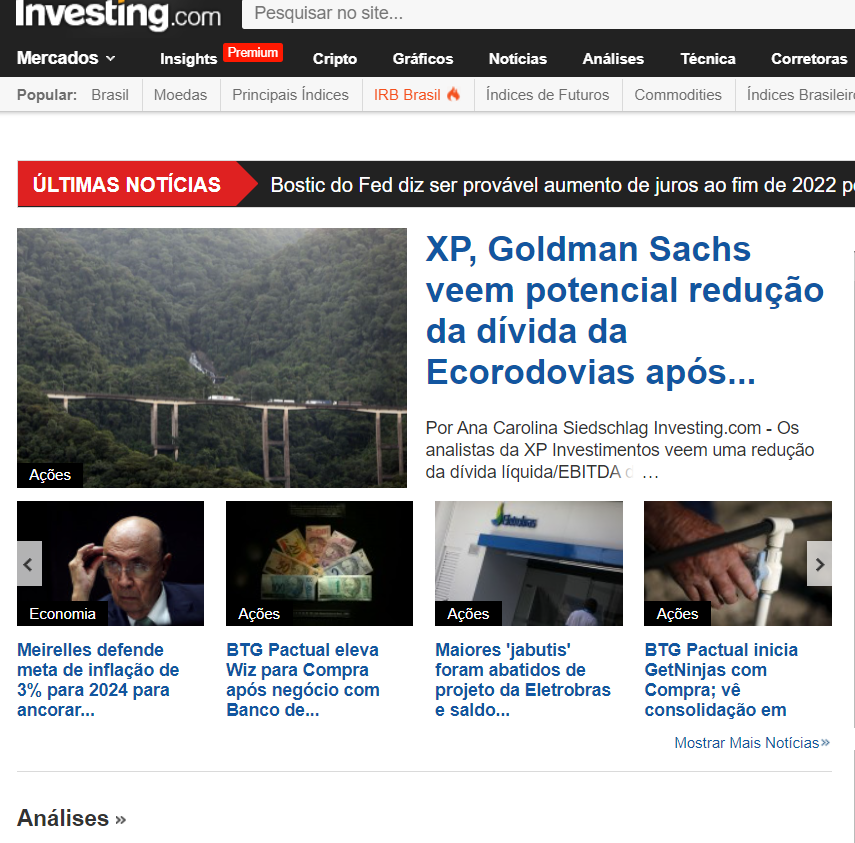 Investing.com
Pesquisar no site...
Mercados
Insights
Premium
Cripto
Gráficos
Notícias
Análises
Técnica
Corretoras
Popular:
Brasil
Moedas
Principais Índices
IRB Brasil
Índices de Futuros
Commodities
Índices Brasileir
ÚLTIMAS NOTÍCIAS
Bostic do Fed diz ser provável aumento de juros ao fim de 2022 p
XP, Goldman Sachs
veem potencial redução
da dívida da
Ecorodovias após...
Por Ana Carolina Siedschlag Investing.com - Os
analistas da XP Investimentos veem uma redução
da dívida líquida/EBITDA d ...
Ações
Economia
Meirelles defende
meta de inflação de
3% para 2024 para
ancorar...
Ações
BTG Pactual eleva
Wiz para Compra
após negócio com
Banco de...
Eletrobras
Ações
Maiores 'jabutis'
foram abatidos de
projeto da Eletrobras
e saldo...
Ações
BTG Pactual inicia
GetNinjas com
Compra; vê
consolidação em
Mostrar Mais Notícias»
Análises »